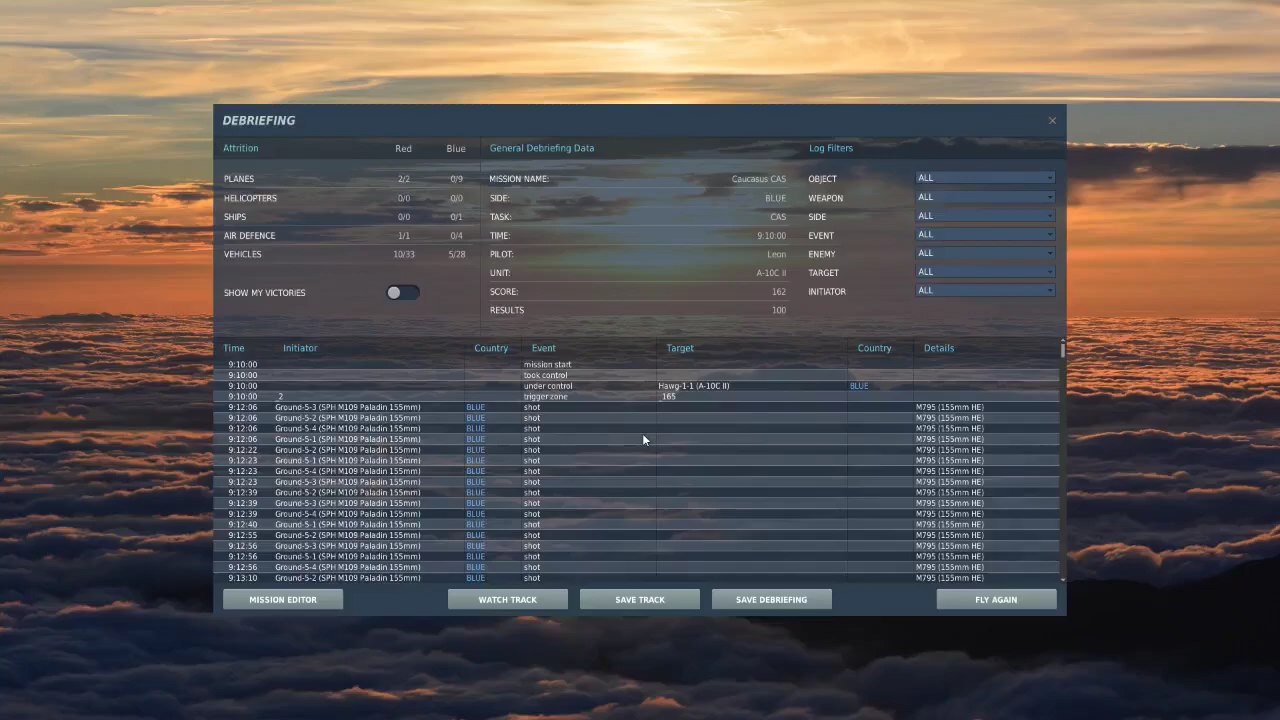 DEBRIEFING
Attrition Red Blue General Debriefing Data Log Filters
PLANES 2/2 0/9 MISSION NAME: Caucasus CAS OBJECT ALL
HELICOPTERS 0/0 0/0 SIDE: BLUE WEAPON ALL
SHIPS 0/0 0/1 TASK: CAS SIDE ALL
AIR DEFENCE 1/1 0/4 TIME: 9:10:00 EVENT ALL
VEHICLES 10/33 5/28 PILOT: Leon ENEMY ALL
UNIT: A-10C II TARGET ALL
SHOW MY VICTORIES SCORE: 162 INITIATOR ALL
RESULTS 100
Time Initiator Country Event Target Country Details
9:10:00 mission start
9:10:00 took control
9:10:00 under control Hawg-1-1 (A-10C II) BLUE
9:10:00 _2 trigger zone _165
9:12:06 Ground-5-3 (SPH M109 Paladin 155mm) BLUE shot M795 (155mm HE)
9:12:06 Ground-5-2 (SPH M109 Paladin 155mm) BLUE shot M795 (155mm HE)
9:12:06 Ground-5-4 (SPH M109 Paladin 155mm) BLUE shot M795 (155mm HE)
9:12:06 Ground-5-1 (SPH M109 Paladin 155mm) BLUE shot M795 (155mm HE)
9:12:22 Ground-5-2 (SPH M109 Paladin 155mm) BLUE shot M795 (155mm HE)
9:12:23 Ground-5-1 (SPH M109 Paladin 155mm) BLUE shot M795 (155mm HE)
9:12:23 Ground-5-4 (SPH M109 Paladin 155mm) BLUE shot M795 (155mm HE)
9:12:23 Ground-5-3 (SPH M109 Paladin 155mm) BLUE shot M795 (155mm HE)
9:12:39 Ground-5-2 (SPH M109 Paladin 155mm) BLUE shot M795 (155mm HE)
9:12:39 Ground-5-3 (SPH M109 Paladin 155mm) BLUE shot M795 (155mm HE)
9:12:39 Ground-5-4 (SPH M109 Paladin 155mm) BLUE shot M795 (155mm HE)
9:12:40 Ground-5-1 (SPH M109 Paladin 155mm) BLUE shot M795 (155mm HE)
9:12:55 Ground-5-2 (SPH M109 Paladin 155mm) BLUE shot M795 (155mm HE)
9:12:56 Ground-5-3 (SPH M109 Paladin 155mm) BLUE shot M795 (155mm HE)
9:12:56 Ground-5-1 (SPH M109 Paladin 155mm) BLUE shot M795 (155mm HE)
9:12:56 Ground-5-4 (SPH M109 Paladin 155mm) BLUE shot M795 (155mm HE)
9:13:10 Ground-5-2 (SPH M109 Paladin 155mm) BLUE shot M795 (155mm HE)
MISSION EDITOR WATCH TRACK SAVE TRACK SAVE DEBRIEFING FLY AGAIN